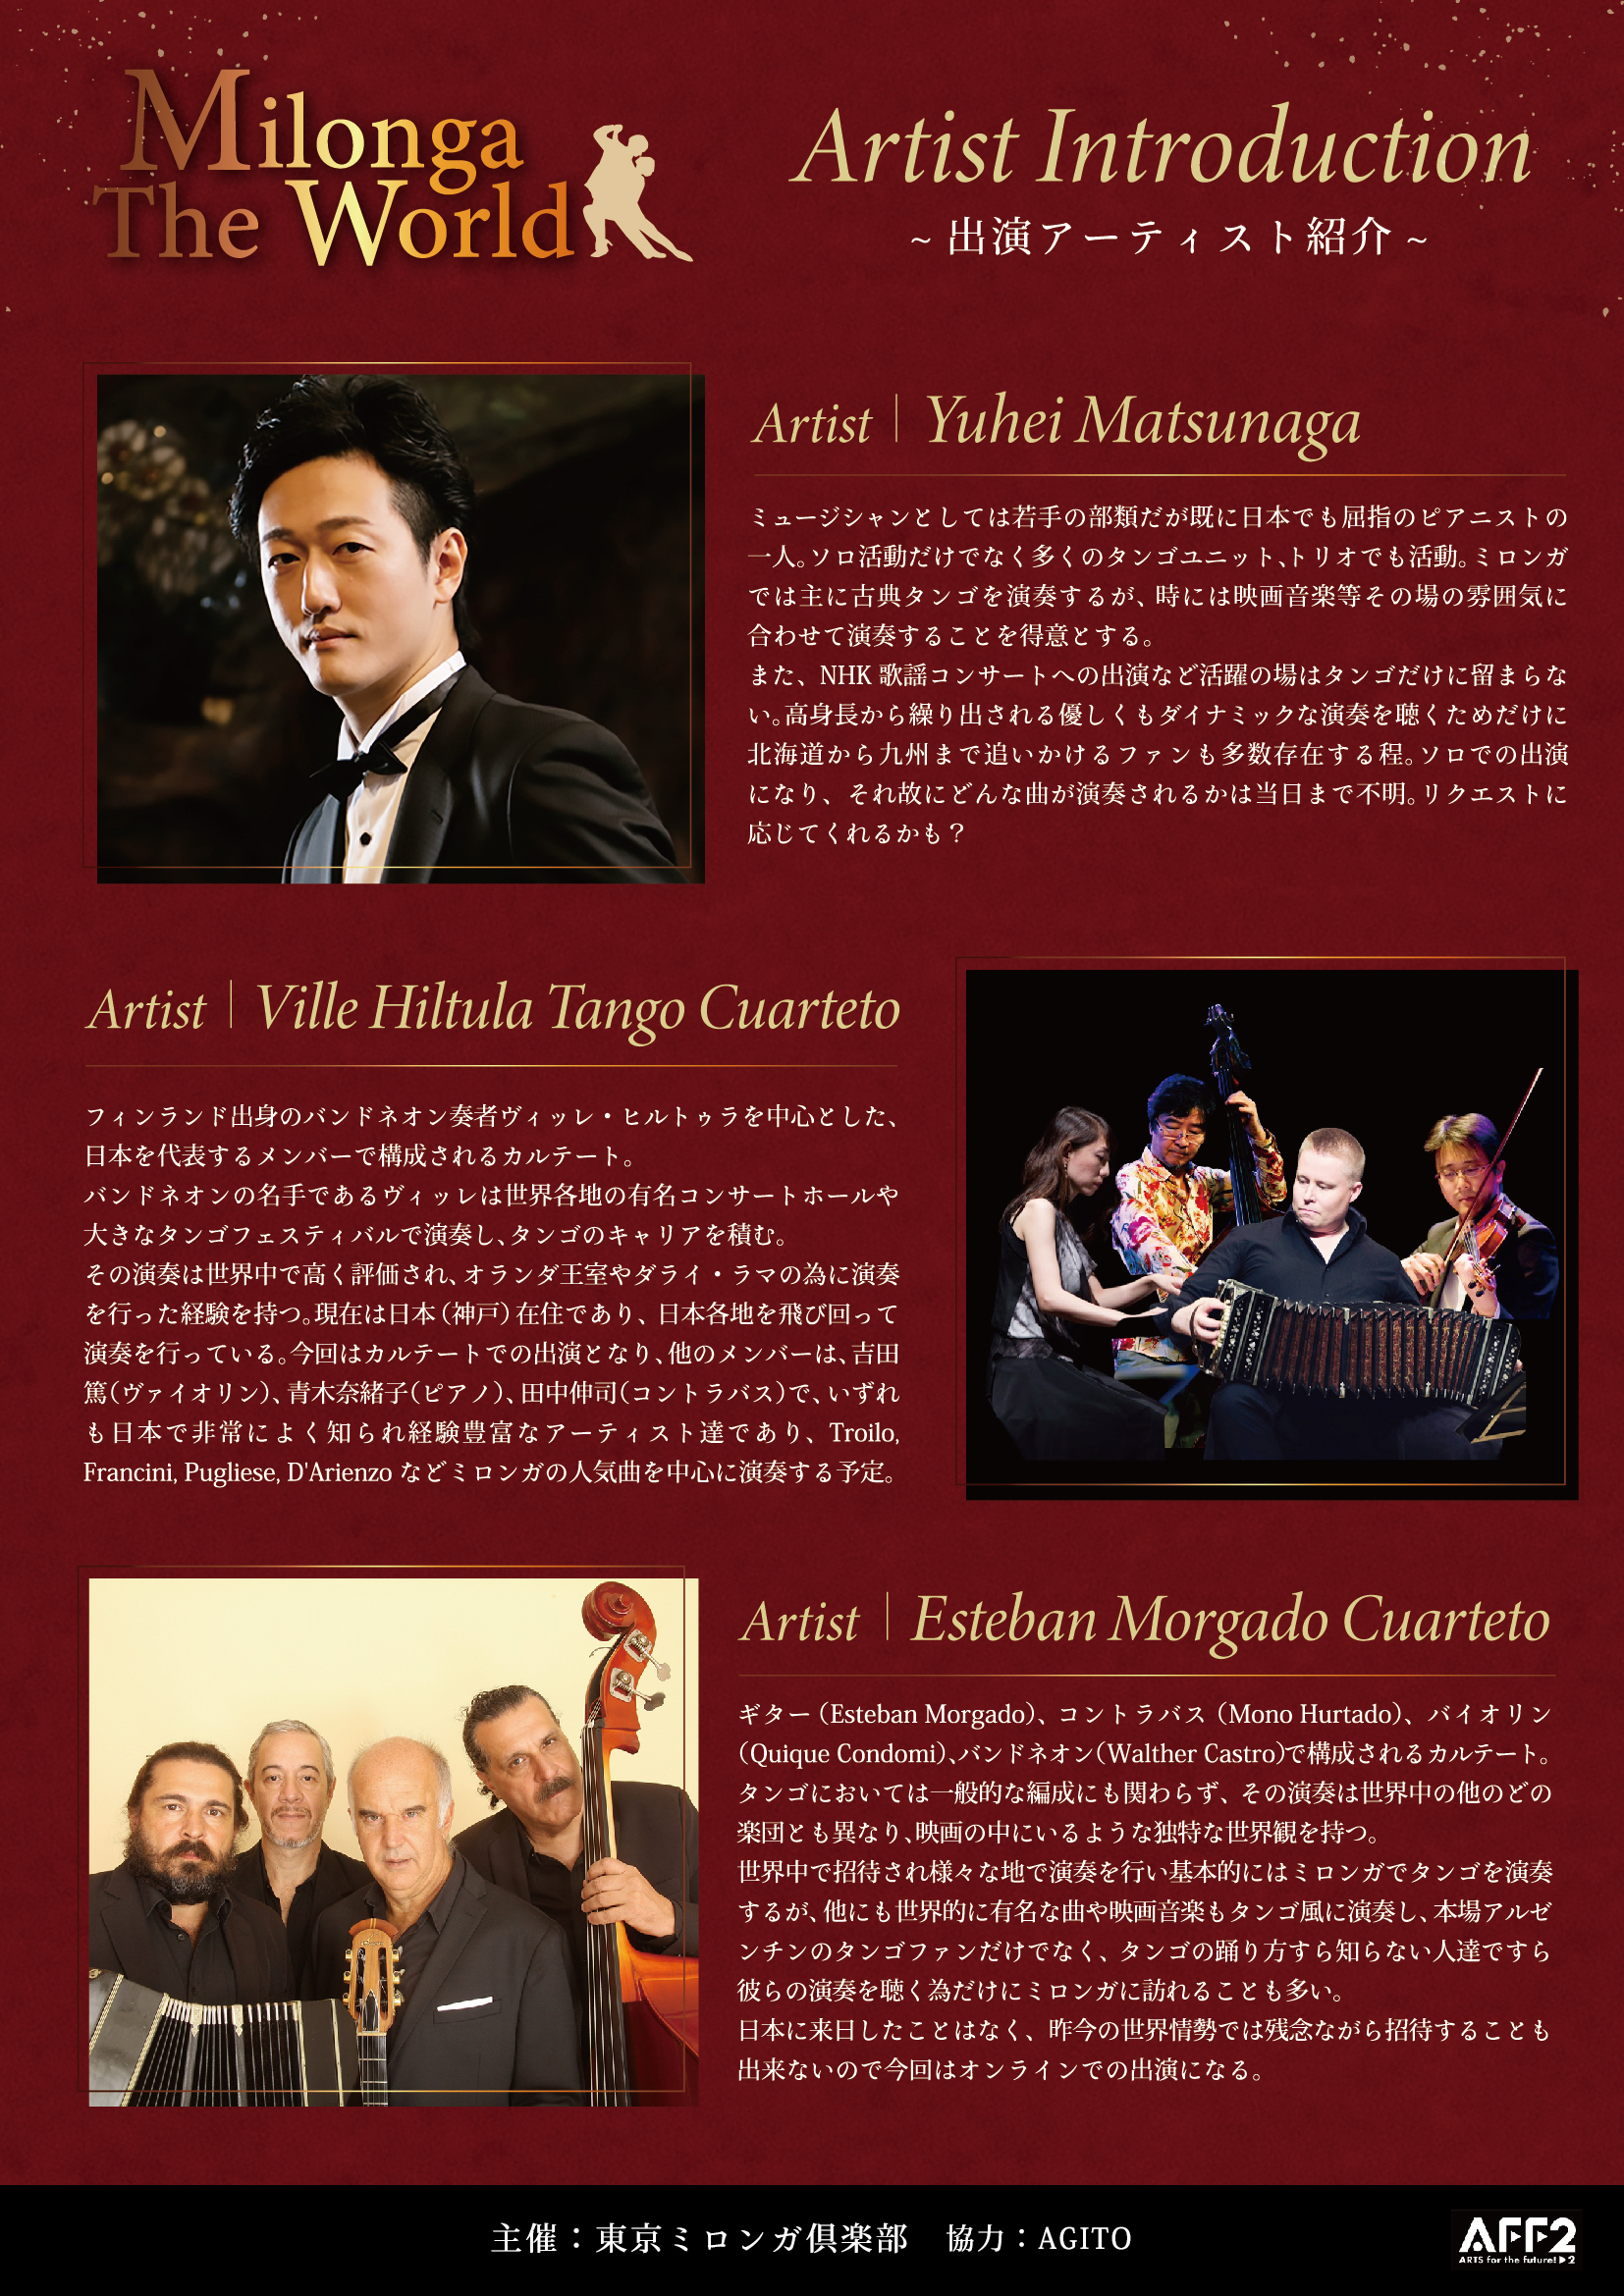 Milonga
The World
Artist Introduction
~ 出演アーティスト紹介 ~
Artist | Yuhei Matsunaga
ミュージシャンとしては若手の部類だが既に日本でも屈指のピアニストの
一人。ソロ活動だけでなく多くのタンゴユニット、トリオでも活動。ミロンガ
では主に古典タンゴを演奏するが、時には映画音楽等その場の雰囲気に
合わせて演奏することを得意とする。
また、NHK 歌謡コンサートへの出演など活躍の場はタンゴだけに留まらな
い。高身長から繰り出される優しくもダイナミックな演奏を聴くためだけに
北海道から九州まで追いかけるファンも多数存在する程。ソロでの出演
になり、それ故にどんな曲が演奏されるかは当日まで不明。リクエストに
応じてくれるかも？
Artist | Ville Hiltula Tango Cuarteto
フィンランド出身のバンドネオン奏者ヴィッレ・ヒルトゥラを中心とした、
日本を代表するメンバーで構成されるカルテート。
バンドネオンの名手であるヴィッレは世界各地の有名コンサートホールや
大きなタンゴフェスティバルで演奏し、タンゴのキャリアを積む。
その演奏は世界中で高く評価され、オランダ王室やダライ・ラマの為に演奏
を行った経験を持つ。現在は日本（神戸）在住であり、日本各地を飛び回って
演奏を行っている。今回はカルテートでの出演となり、他のメンバーは、吉田
篤（ヴァイオリン）、青木奈緒子（ピアノ）、田中伸司（コントラバス）で、いずれ
も日本で非常によく知られ経験豊富なアーティスト達であり、Troilo,
Francini, Pugliese, D'Arienzo などミロンガの人気曲を中心に演奏する予定。
Artist | Esteban Morgado Cuarteto
ギター（Esteban Morgado）、コントラバス（Mono Hurtado）、バイオリン
（Quique Condomi）、バンドネオン（Walther Castro）で構成されるカルテート。
タンゴにおいては一般的な編成にも関わらず、その演奏は世界中の他のどの
楽団とも異なり、映画の中にいるような独特な世界観を持つ。
世界中で招待され様々な地で演奏を行い基本的にはミロンガでタンゴを演奏
するが、他にも世界的に有名な曲や映画音楽もタンゴ風に演奏し、本場アルゼ
ンチンのタンゴファンだけでなく、タンゴの踊り方すら知らない人達ですら
彼らの演奏を聴く為だけにミロンガに訪れることも多い。
日本に来日したことはなく、昨今の世界情勢では残念ながら招待することも
出来ないので今回はオンラインでの出演になる。
主催：東京ミロンガ倶楽部　協力：AGITO
AFF2
ARTS for the future! 2